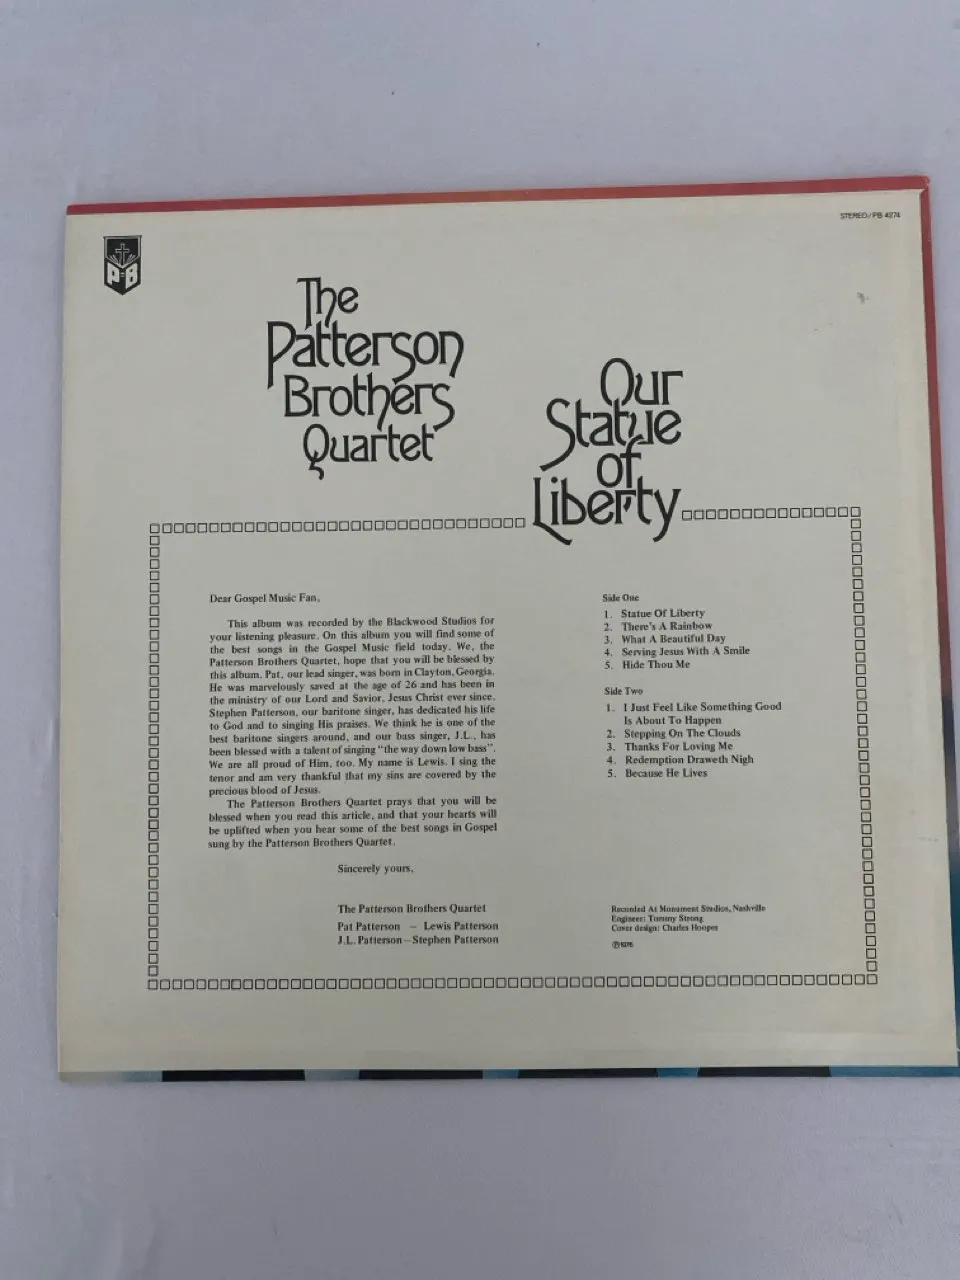 STEREO/PB 4274
P B
The
Patterson
Brothers
Quartet
Our
Statue
of
Liberty
Dear Gospel Music Fan,
This album was recorded by the Blackwood Studios for
your listening pleasure. On this album you will find some of
the best songs in the Gospel Music field today. We, the
Patterson Brothers Quartet, hope that you will be blessed by
this album. Pat, our lead singer, was born in Clayton, Georgia.
He was marvelously saved at the age of 26 and has been in
the ministry of our Lord and Savior, Jesus Christ ever since.
Stephen Patterson, our baritone singer, has dedicated his life
to God and to singing His praises. We think he is one of the
best baritone singers around, and our bass singer, J.L., has
been blessed with a talent of singing "the way down low bass".
We are all proud of Him, too. My name is Lewis. I sing the
tenor and am very thankful that my sins are covered by the
precious blood of Jesus.
The Patterson Brothers Quartet prays that you will be
blessed when you read this article, and that your hearts will
be uplifted when you hear some of the best songs in Gospel
sung by the Patterson Brothers Quartet.
Sincerely yours,
The Patterson Brothers Quartet
Pat Patterson — Lewis Patterson
J.L. Patterson—Stephen Patterson
Side One
1. Statue Of Liberty
2. There's A Rainbow
3. What A Beautiful Day
4. Serving Jesus With A Smile
5. Hide Thou Me
Side Two
1. I Just Feel Like Something Good
Is About To Happen
2. Stepping On The Clouds
3. Thanks For Loving Me
4. Redemption Draweth Nigh
5. Because He Lives
Recorded At Monument Studios, Nashville
Engineer: Tommy Strong
Cover design: Charles Hooper
℗1976